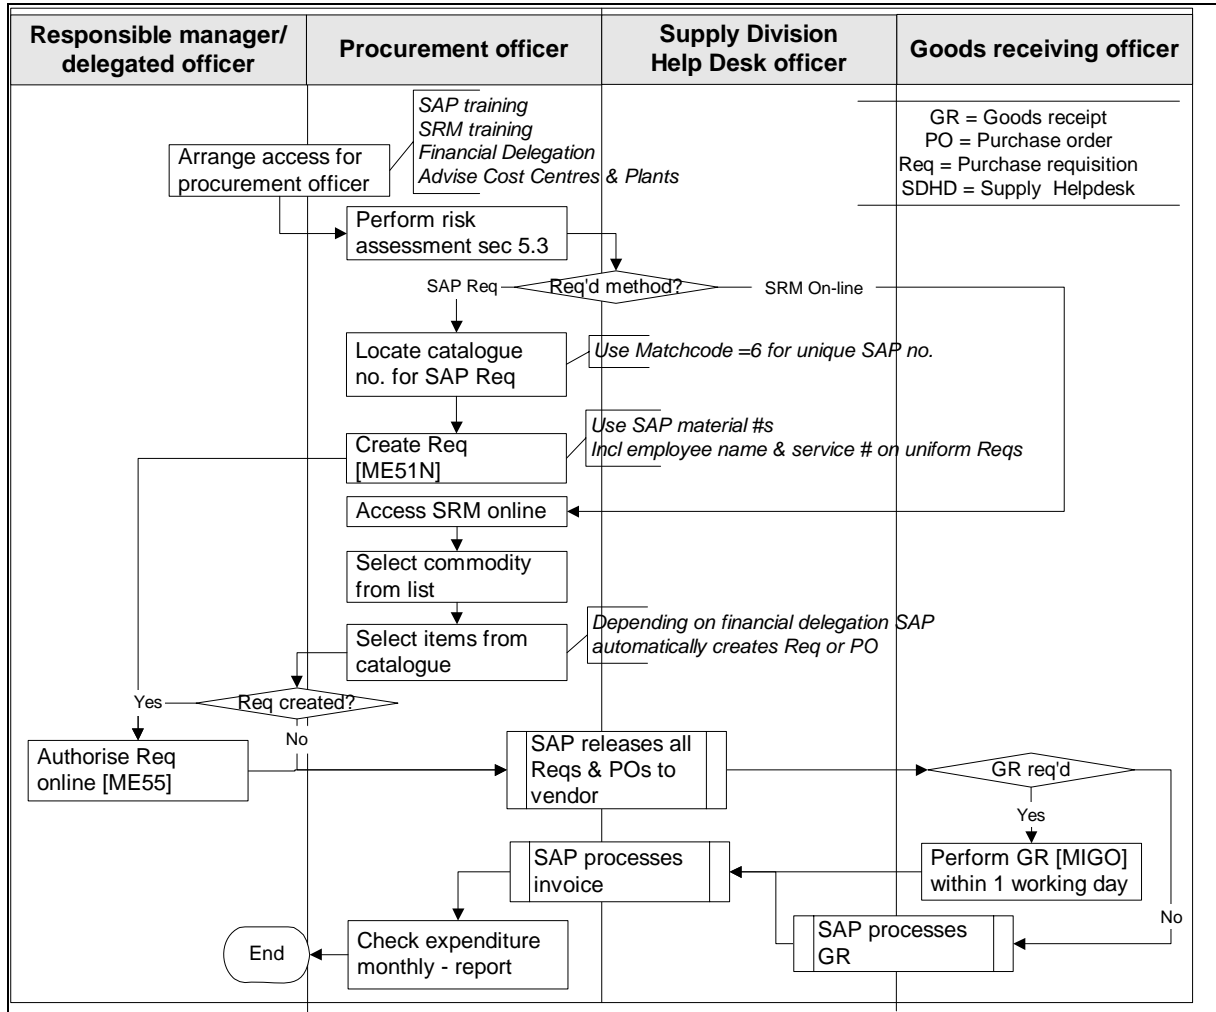 Responsible manager/
delegated officer
Procurement officer
Supply Division
Help Desk officer
Goods receiving officer
SAP training
SRM training
Financial Delegation
Advise Cost Centres & Plants
GR = Goods receipt
PO = Purchase order
Req = Purchase requisition
SDHD = Supply  Helpdesk
Arrange access for
procurement officer
Perform risk
assessment sec 5.3
SAP Req
Req'd method?
SRM On-line
Locate catalogue
no. for SAP Req
Use Matchcode =6 for unique SAP no.
Create Req
[ME51N]
Use SAP material #s
Incl employee name & service # on uniform Reqs
Access SRM online
Select commodity
from list
Select items from
catalogue
Depending on financial delegation SAP
automatically creates Req or PO
Yes
Req created?
No
Authorise Req
online [ME55]
SAP releases all
Reqs & POs to
vendor
GR req'd
Yes
Perform GR [MIGO]
within 1 working day
No
SAP processes
invoice
SAP processes
GR
Check expenditure
monthly - report
End